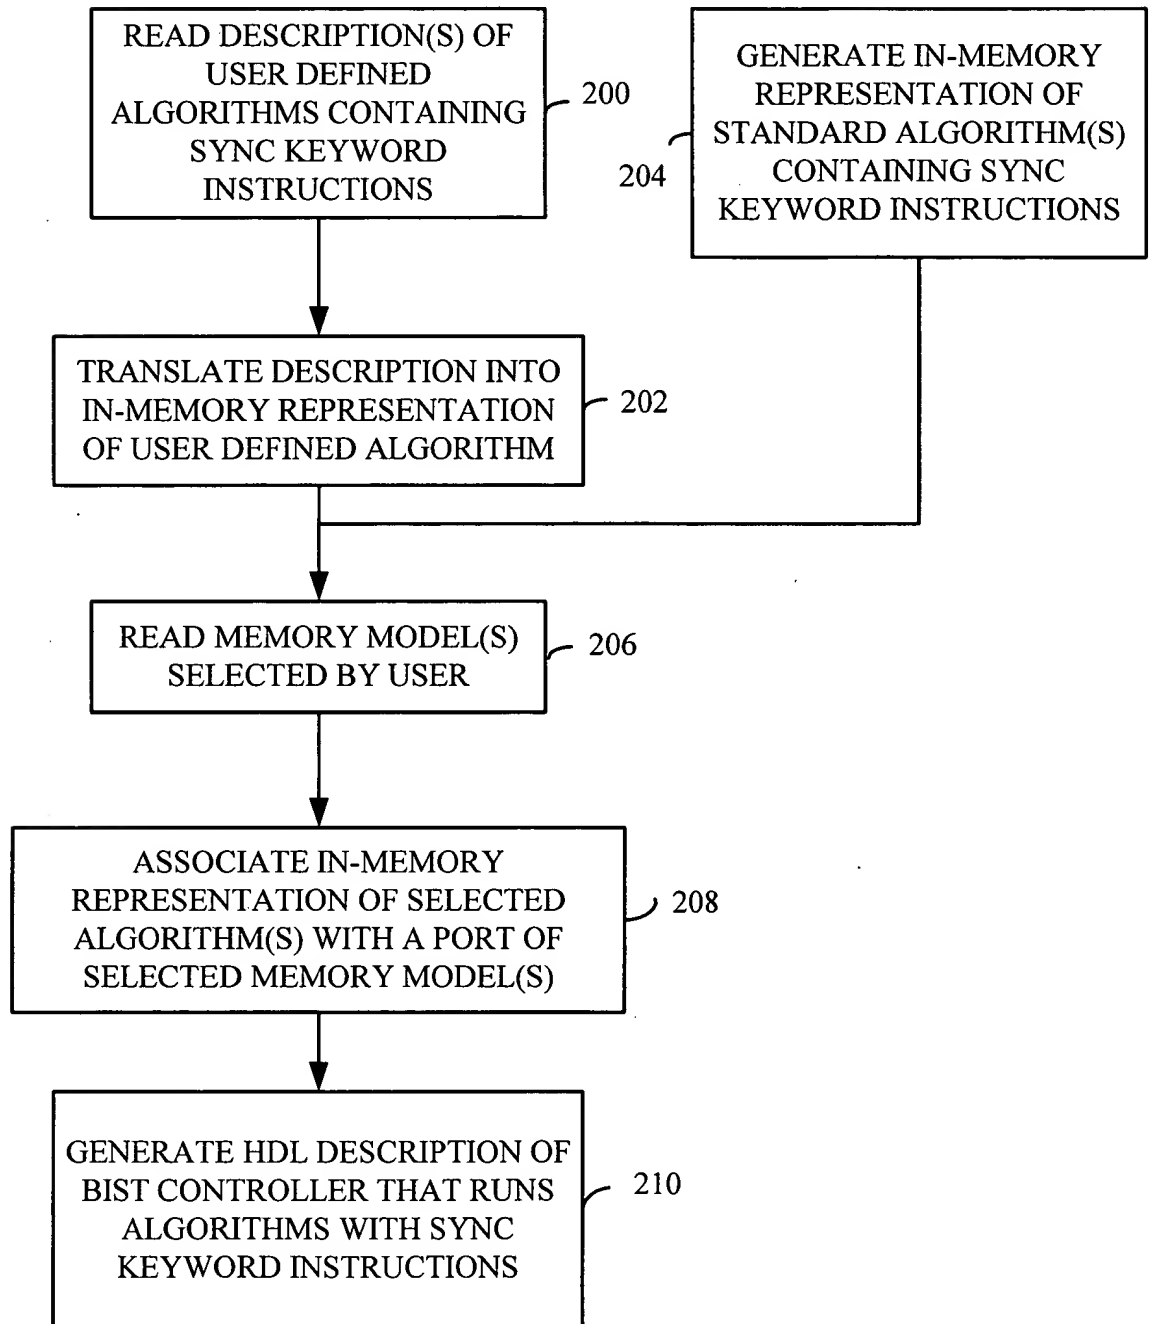 READ DESCRIPTION(S) OF
USER DEFINED
ALGORITHMS CONTAINING
SYNC KEYWORD
INSTRUCTIONS
200
GENERATE IN-MEMORY
REPRESENTATION OF
STANDARD ALGORITHM(S)
CONTAINING SYNC
KEYWORD INSTRUCTIONS
204
TRANSLATE DESCRIPTION INTO
IN-MEMORY REPRESENTATION
OF USER DEFINED ALGORITHM
202
READ MEMORY MODEL(S)
SELECTED BY USER
206
ASSOCIATE IN-MEMORY
REPRESENTATION OF SELECTED
ALGORITHM(S) WITH A PORT OF
SELECTED MEMORY MODEL(S)
208
GENERATE HDL DESCRIPTION OF
BIST CONTROLLER THAT RUNS
ALGORITHMS WITH SYNC
KEYWORD INSTRUCTIONS
210